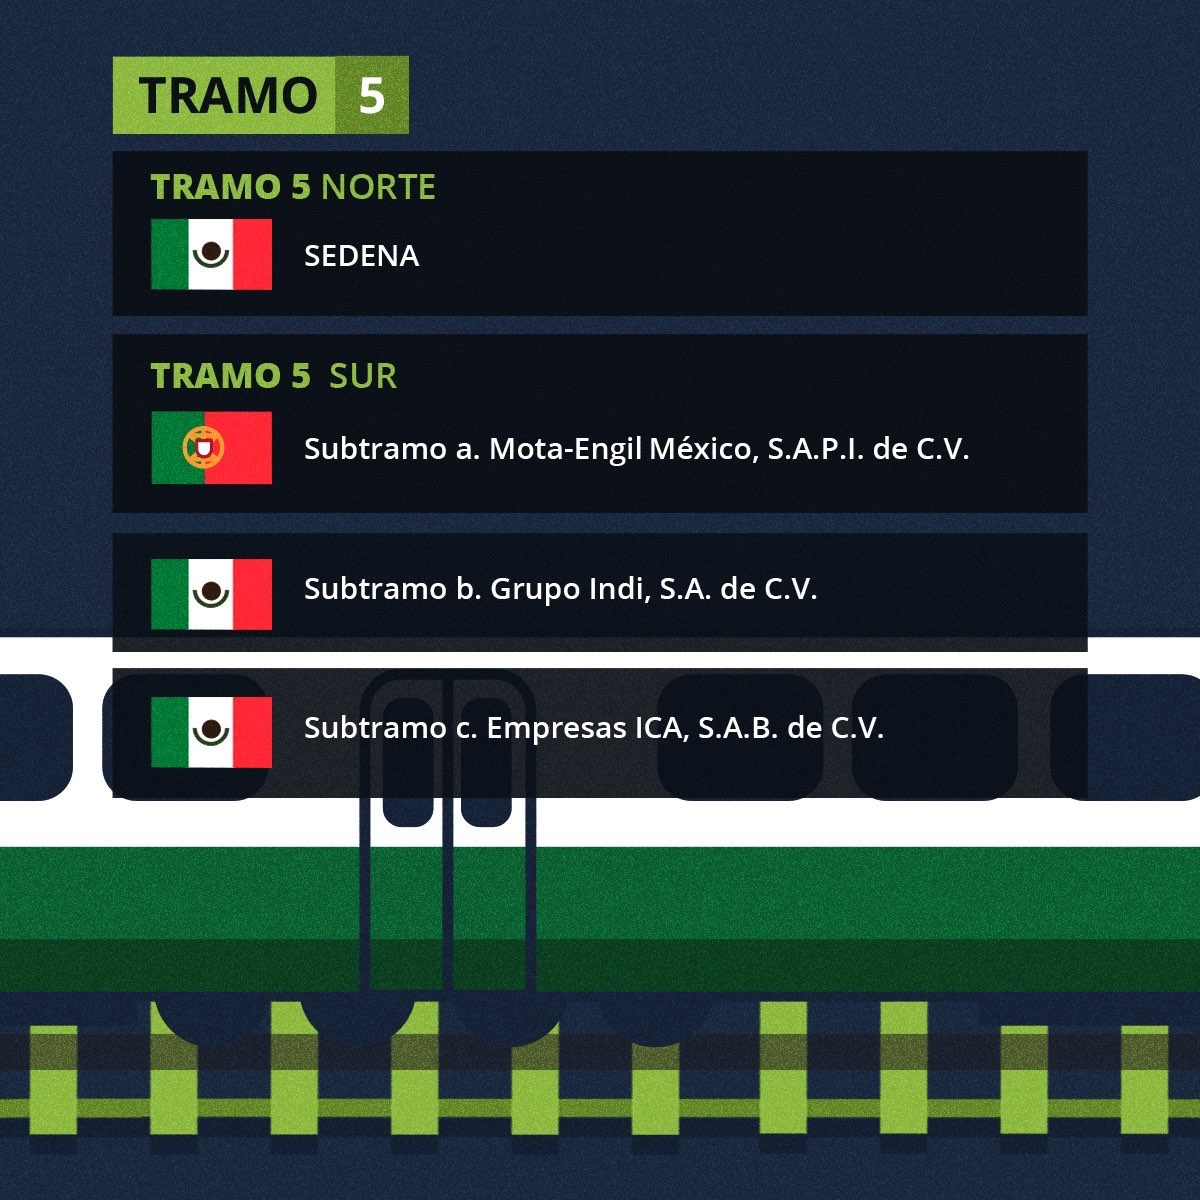 TRAMO 5
TRAMO 5 NORTE
SEDENA
TRAMO 5 SUR
Subtramo a. Mota-Engil México, S.A.P.I. de C.V.
Subtramo b. Grupo Indi, S.A. de C.V.
Subtramo c. Empresas ICA, S.A.B. de C.V.